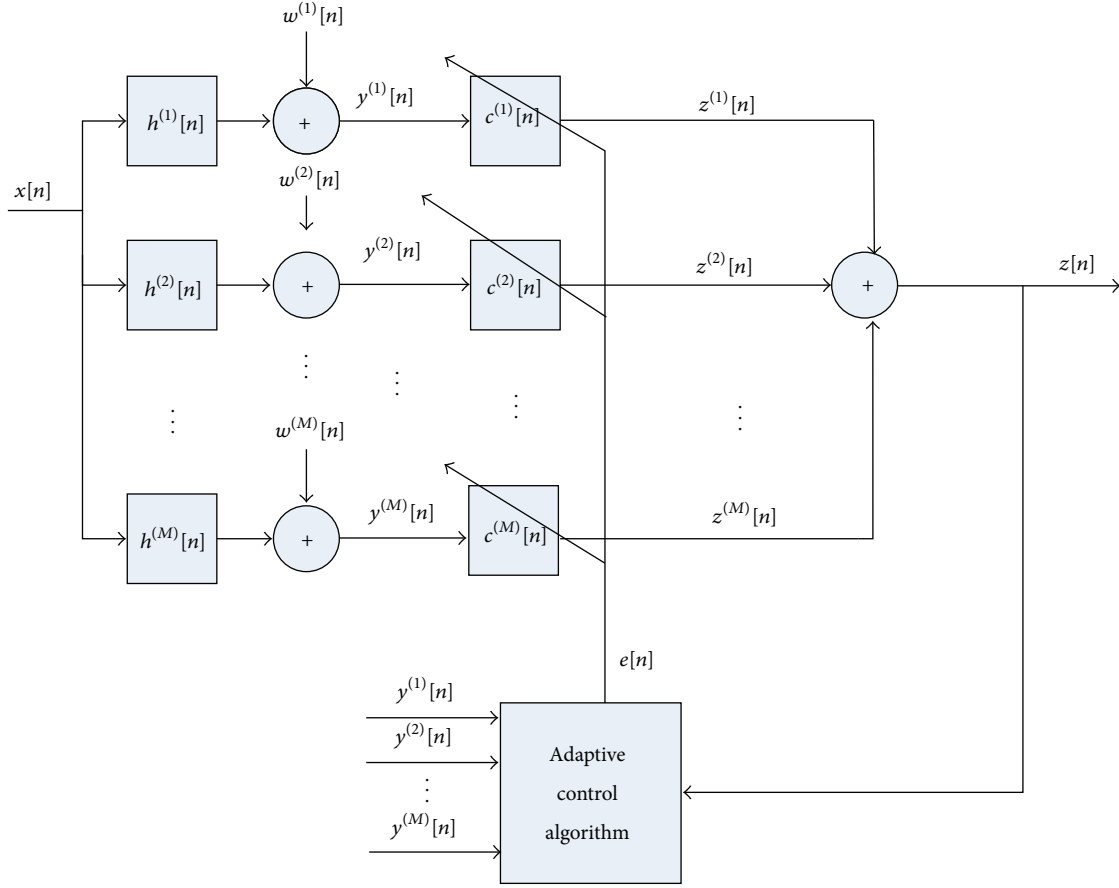 w^{(1)}[n]
h^{(1)}[n]
+
y^{(1)}[n]
c^{(1)}[n]
z^{(1)}[n]
x[n]
w^{(2)}[n]
h^{(2)}[n]
+
y^{(2)}[n]
c^{(2)}[n]
z^{(2)}[n]
+
z[n]
⋮
⋮
⋮
⋮
⋮
w^{(M)}[n]
h^{(M)}[n]
+
y^{(M)}[n]
c^{(M)}[n]
z^{(M)}[n]
e[n]
y^{(1)}[n]
y^{(2)}[n]
⋮
y^{(M)}[n]
Adaptive
control
algorithm